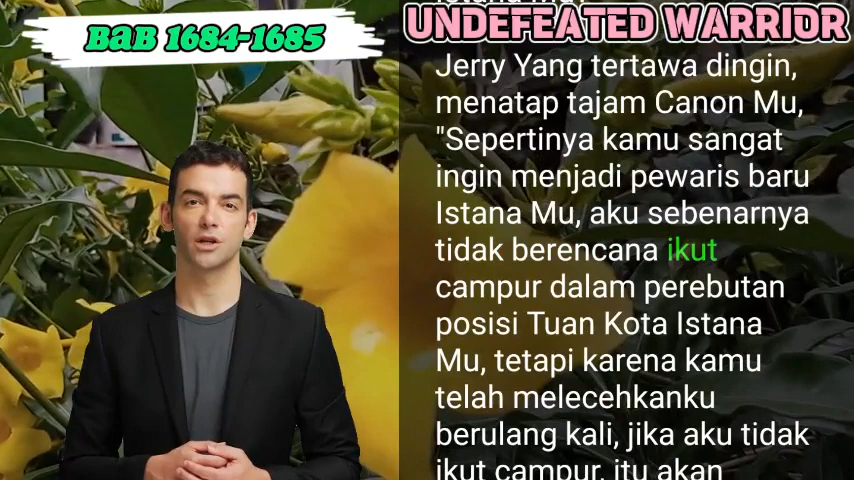 BAB 1684-1685
UNDEFEATED WARRIOR
Jerry Yang tertawa dingin,
menatap tajam Canon Mu,
"Sepertinya kamu sangat
ingin menjadi pewaris baru
Istana Mu, aku sebenarnya
tidak berencana ikut
campur dalam perebutan
posisi Tuan Kota Istana
Mu, tetapi karena kamu
telah melecehkanku
berulang kali, jika aku tidak
ikut campur, itu akan